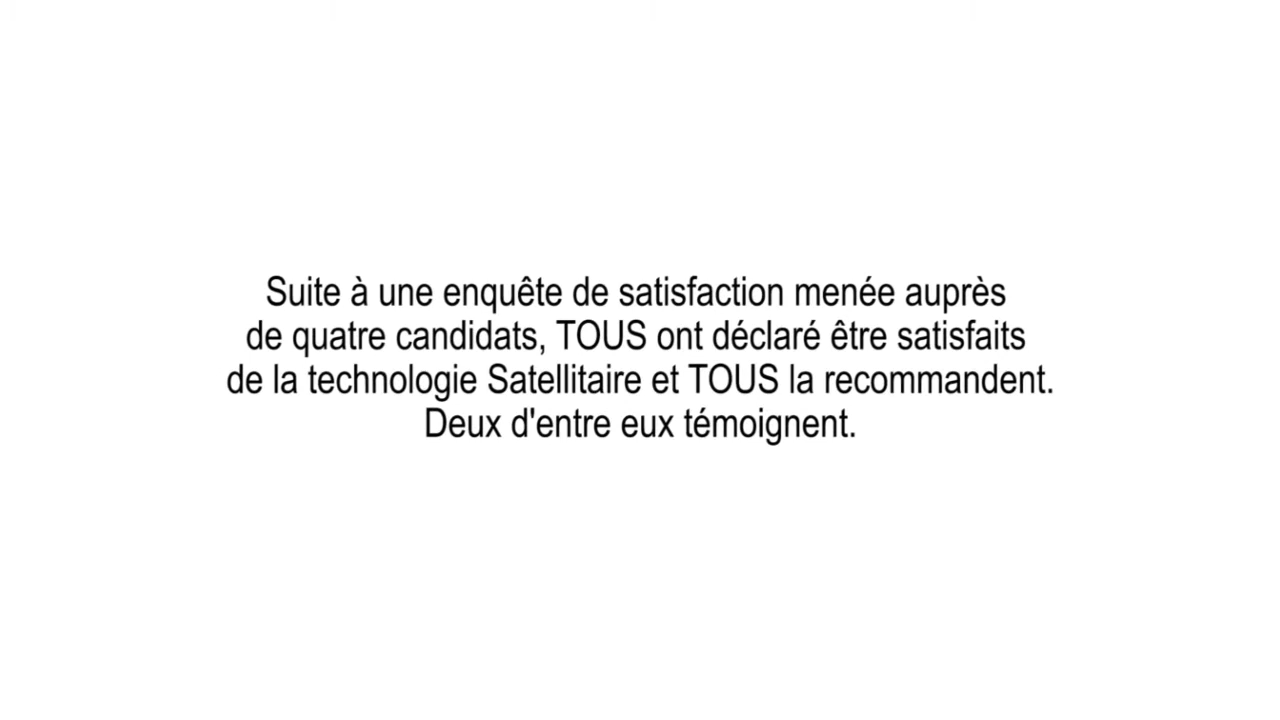 Suite à une enquête de satisfaction menée auprès
de quatre candidats, TOUS ont déclaré être satisfaits
de la technologie Satellitaire et TOUS la recommandent.
Deux d'entre eux témoignent.